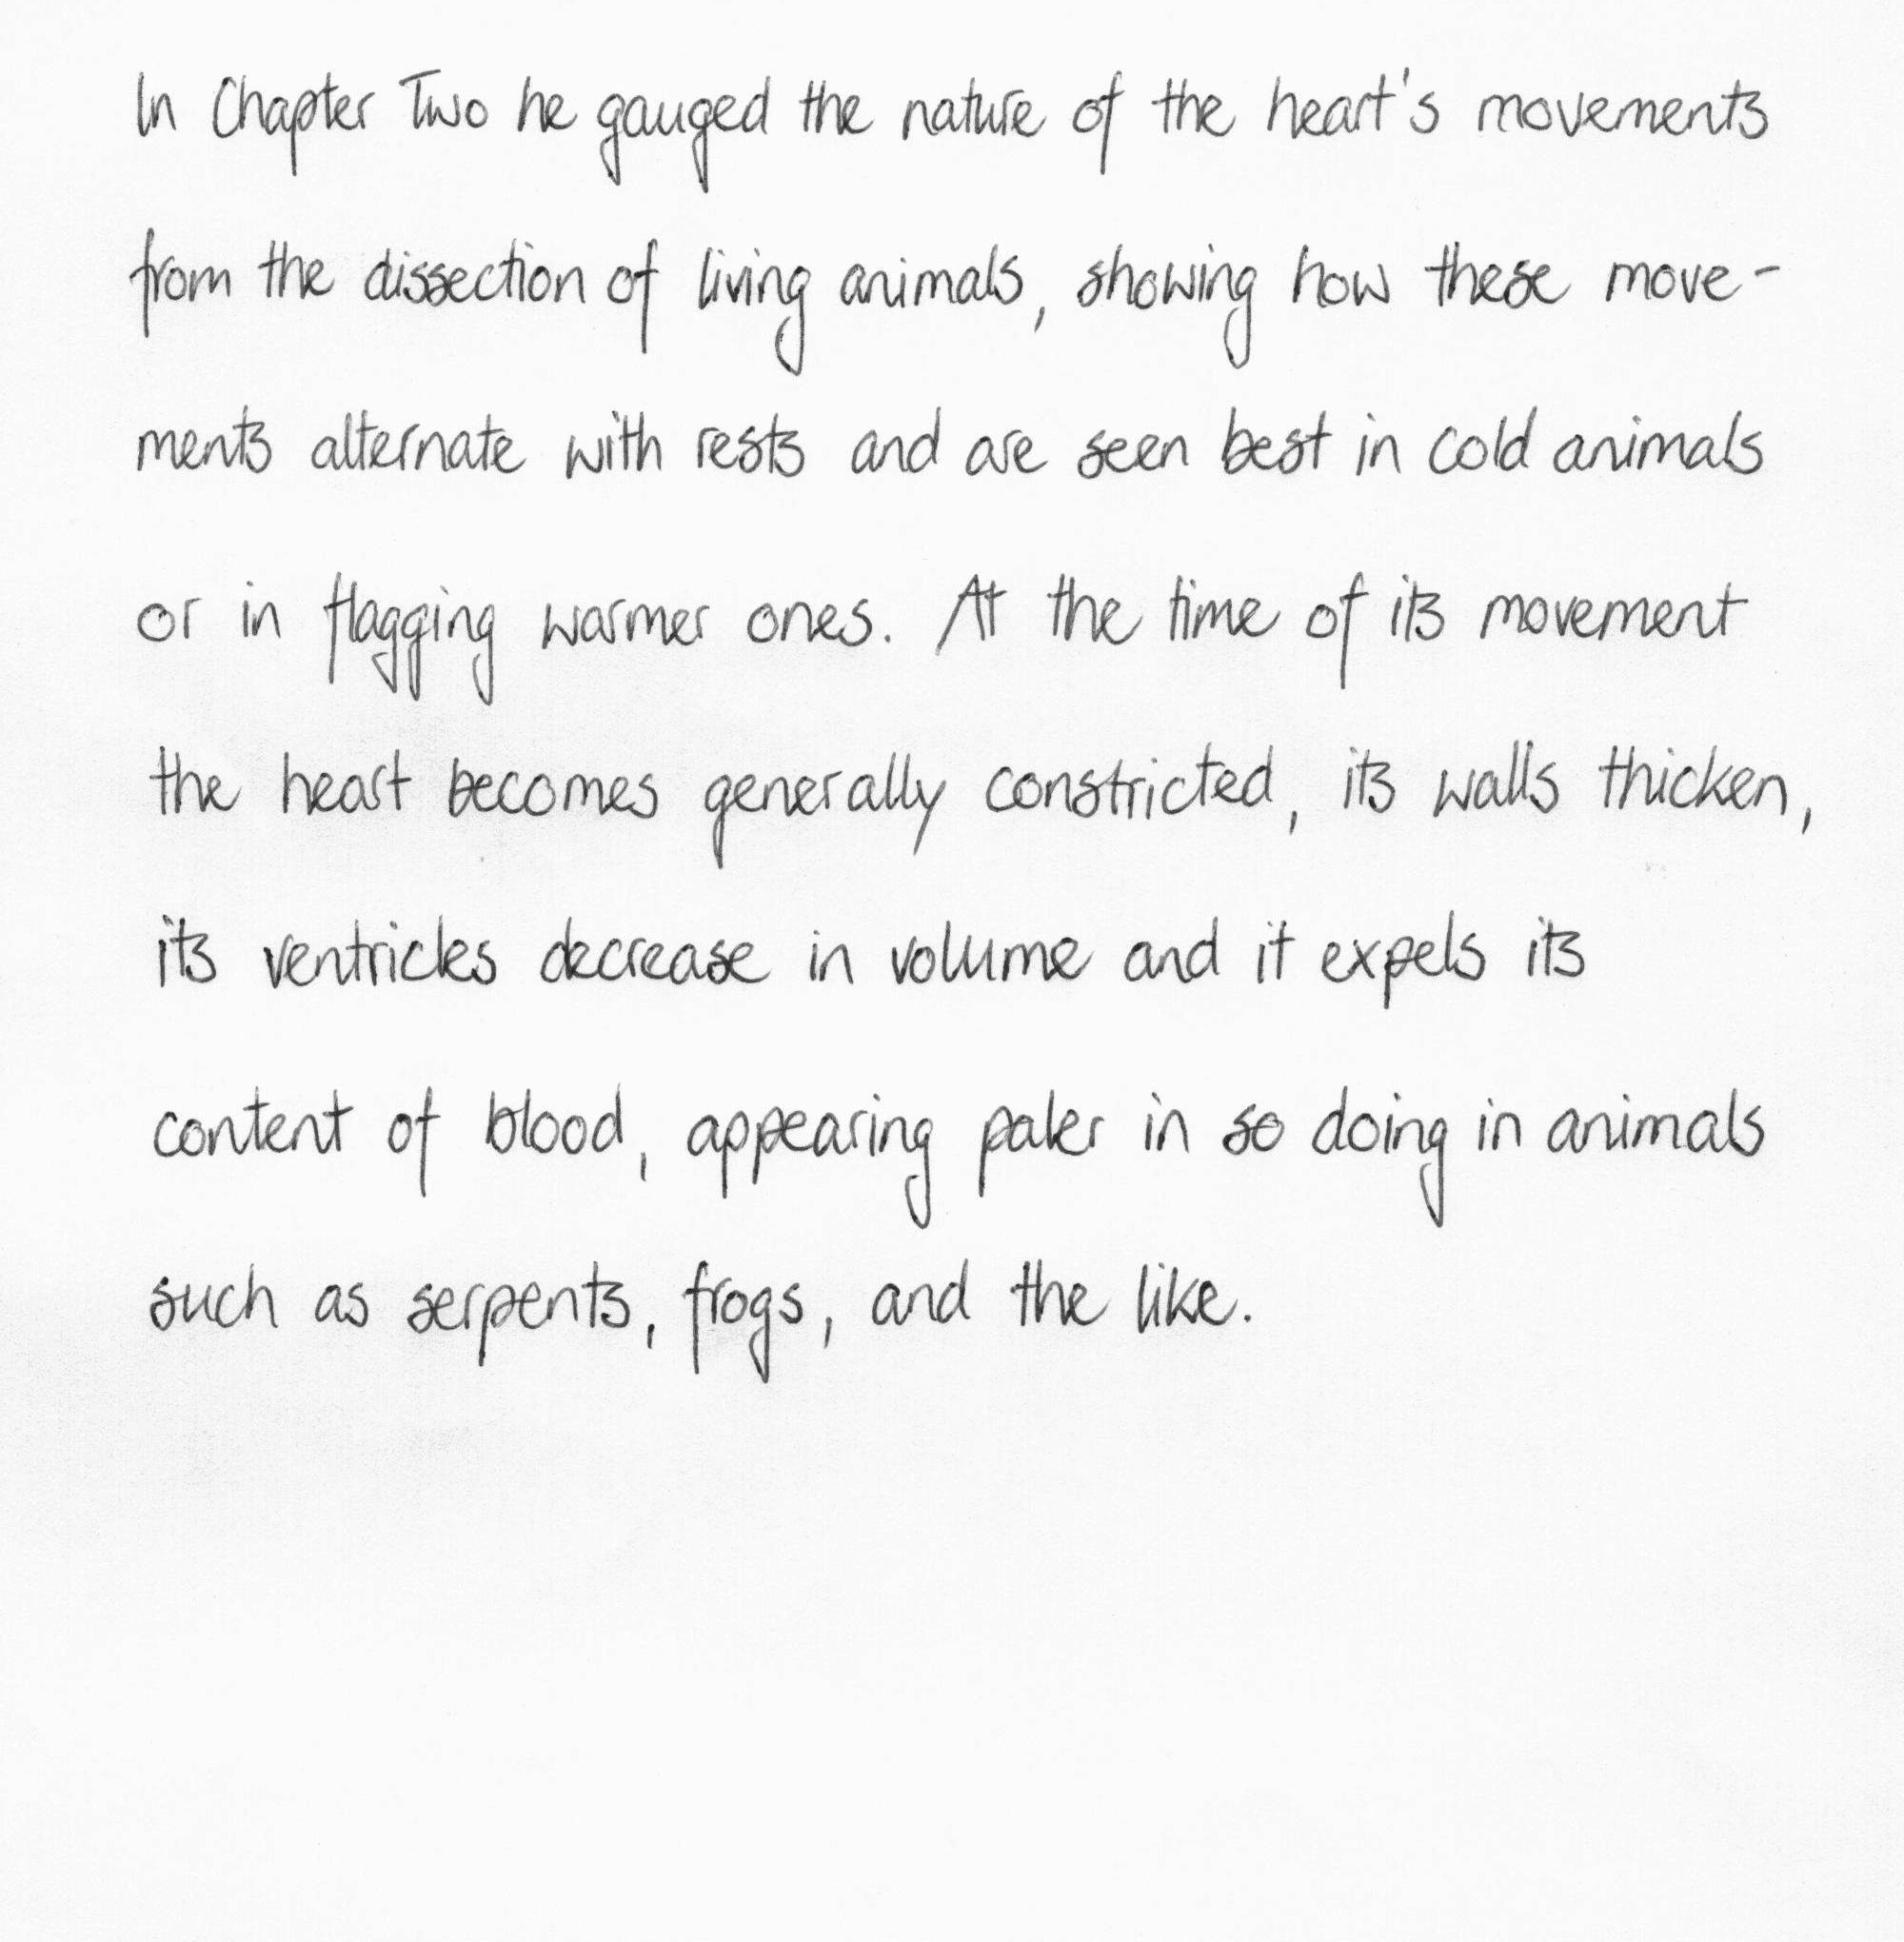 In Chapter Two he gauged the nature of the heart's movements
from the dissection of living animals, showing how these move-
ments alternate with rests and are seen best in cold animals
or in flagging warmer ones. At the time of its movement
the heart becomes generally constricted, its walls thicken,
its ventricles decrease in volume and it expels its
content of blood, appearing paler in so doing in animals
such as serpents, frogs, and the like.